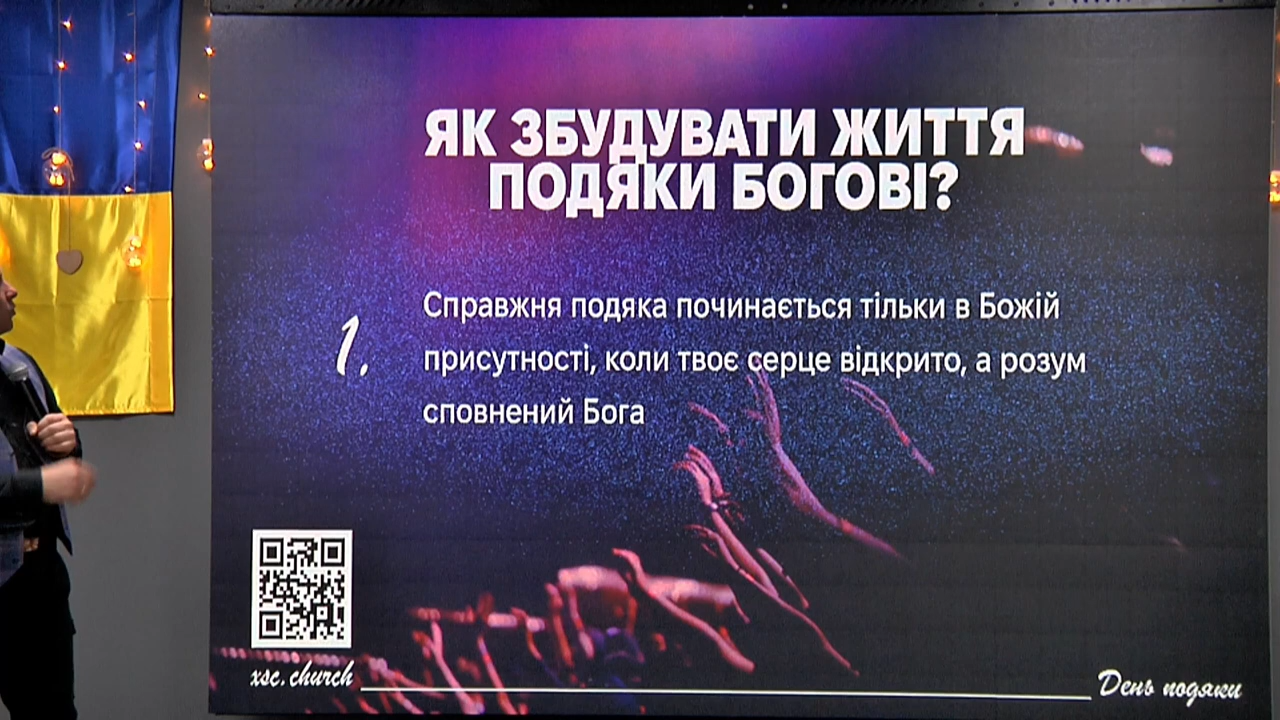 ЯК ЗБУДУВАТИ ЖИТТЯ
ПОДЯКИ БОГОВІ?
1.
Справжня подяка починається тільки в Божій
присутності, коли твоє серце відкрито, а розум
сповнений Бога
xsc.church
День подяки